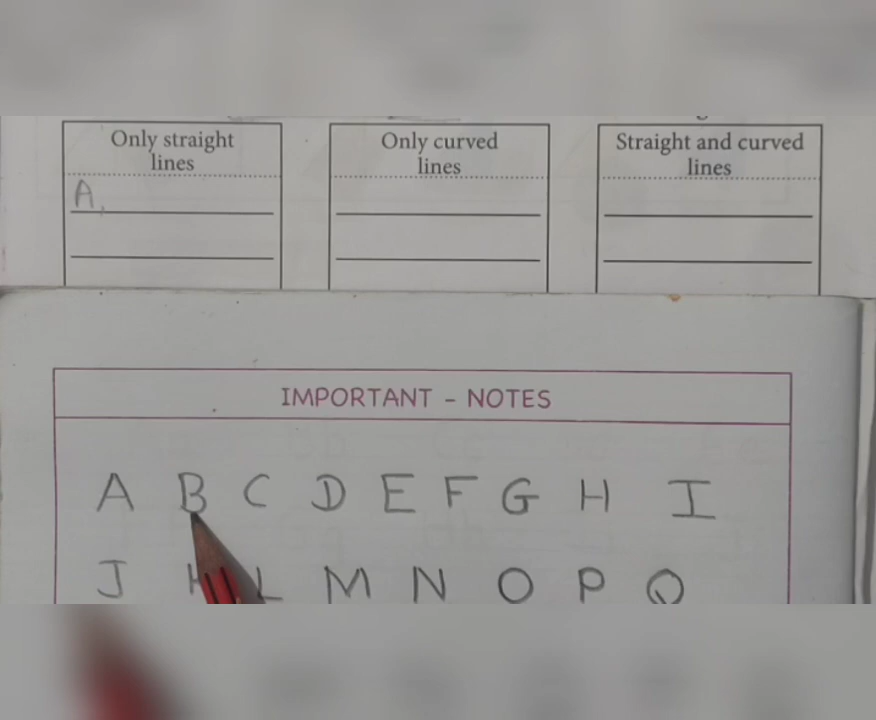 Only straight lines
Only curved lines
Straight and curved lines
A,
IMPORTANT - NOTES
A B C D E F G H I
J K L M N O P Q